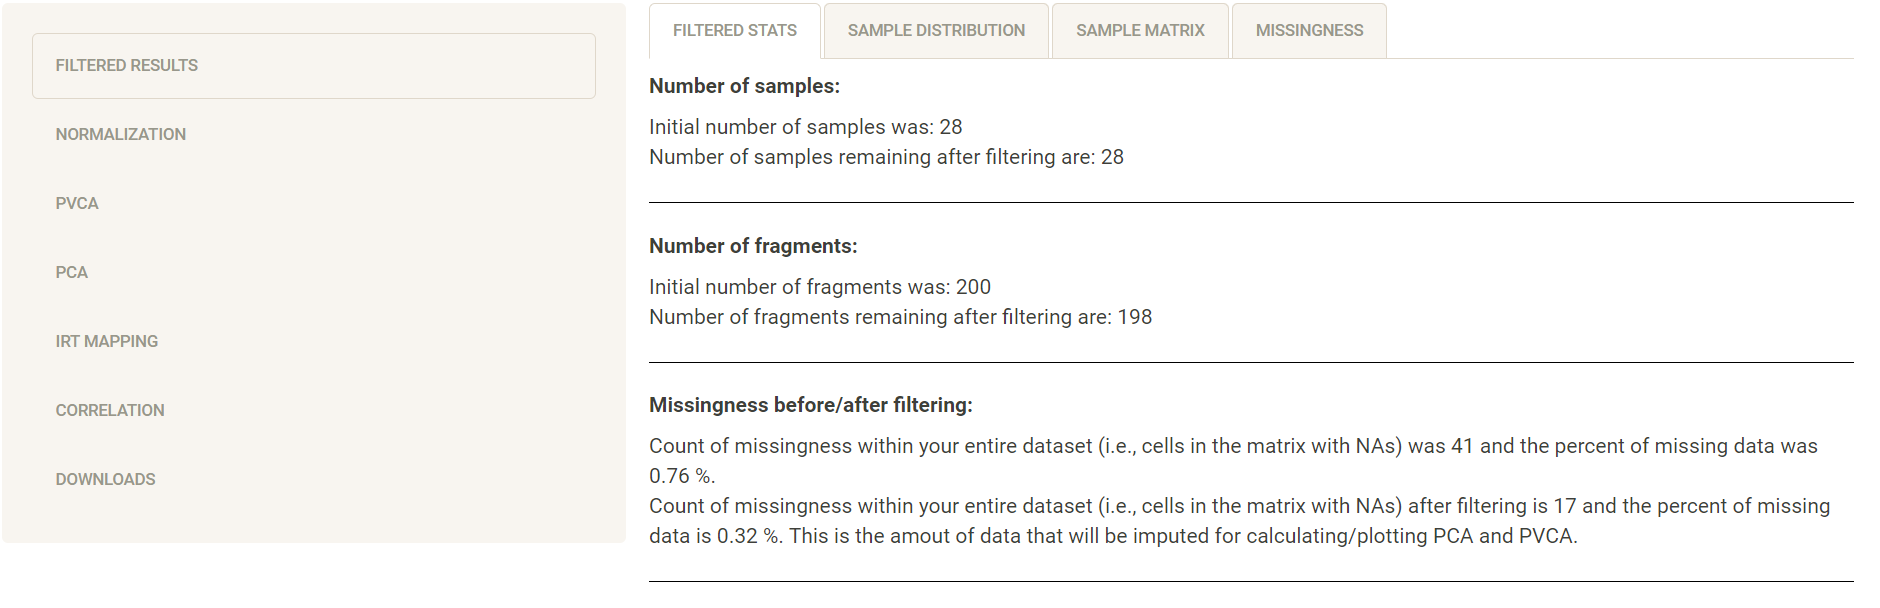 FILTERED RESULTS
NORMALIZATION
PVCA
PCA
IRT MAPPING
CORRELATION
DOWNLOADS
FILTERED STATS
SAMPLE DISTRIBUTION
SAMPLE MATRIX
MISSINGNESS
Number of samples:
Initial number of samples was: 28
Number of samples remaining after filtering are: 28
Number of fragments:
Initial number of fragments was: 200
Number of fragments remaining after filtering are: 198
Missingness before/after filtering:
Count of missingness within your entire dataset (i.e., cells in the matrix with NAs) was 41 and the percent of missing data was
0.76 %.
Count of missingness within your entire dataset (i.e., cells in the matrix with NAs) after filtering is 17 and the percent of missing
data is 0.32 %. This is the amout of data that will be imputed for calculating/plotting PCA and PVCA.